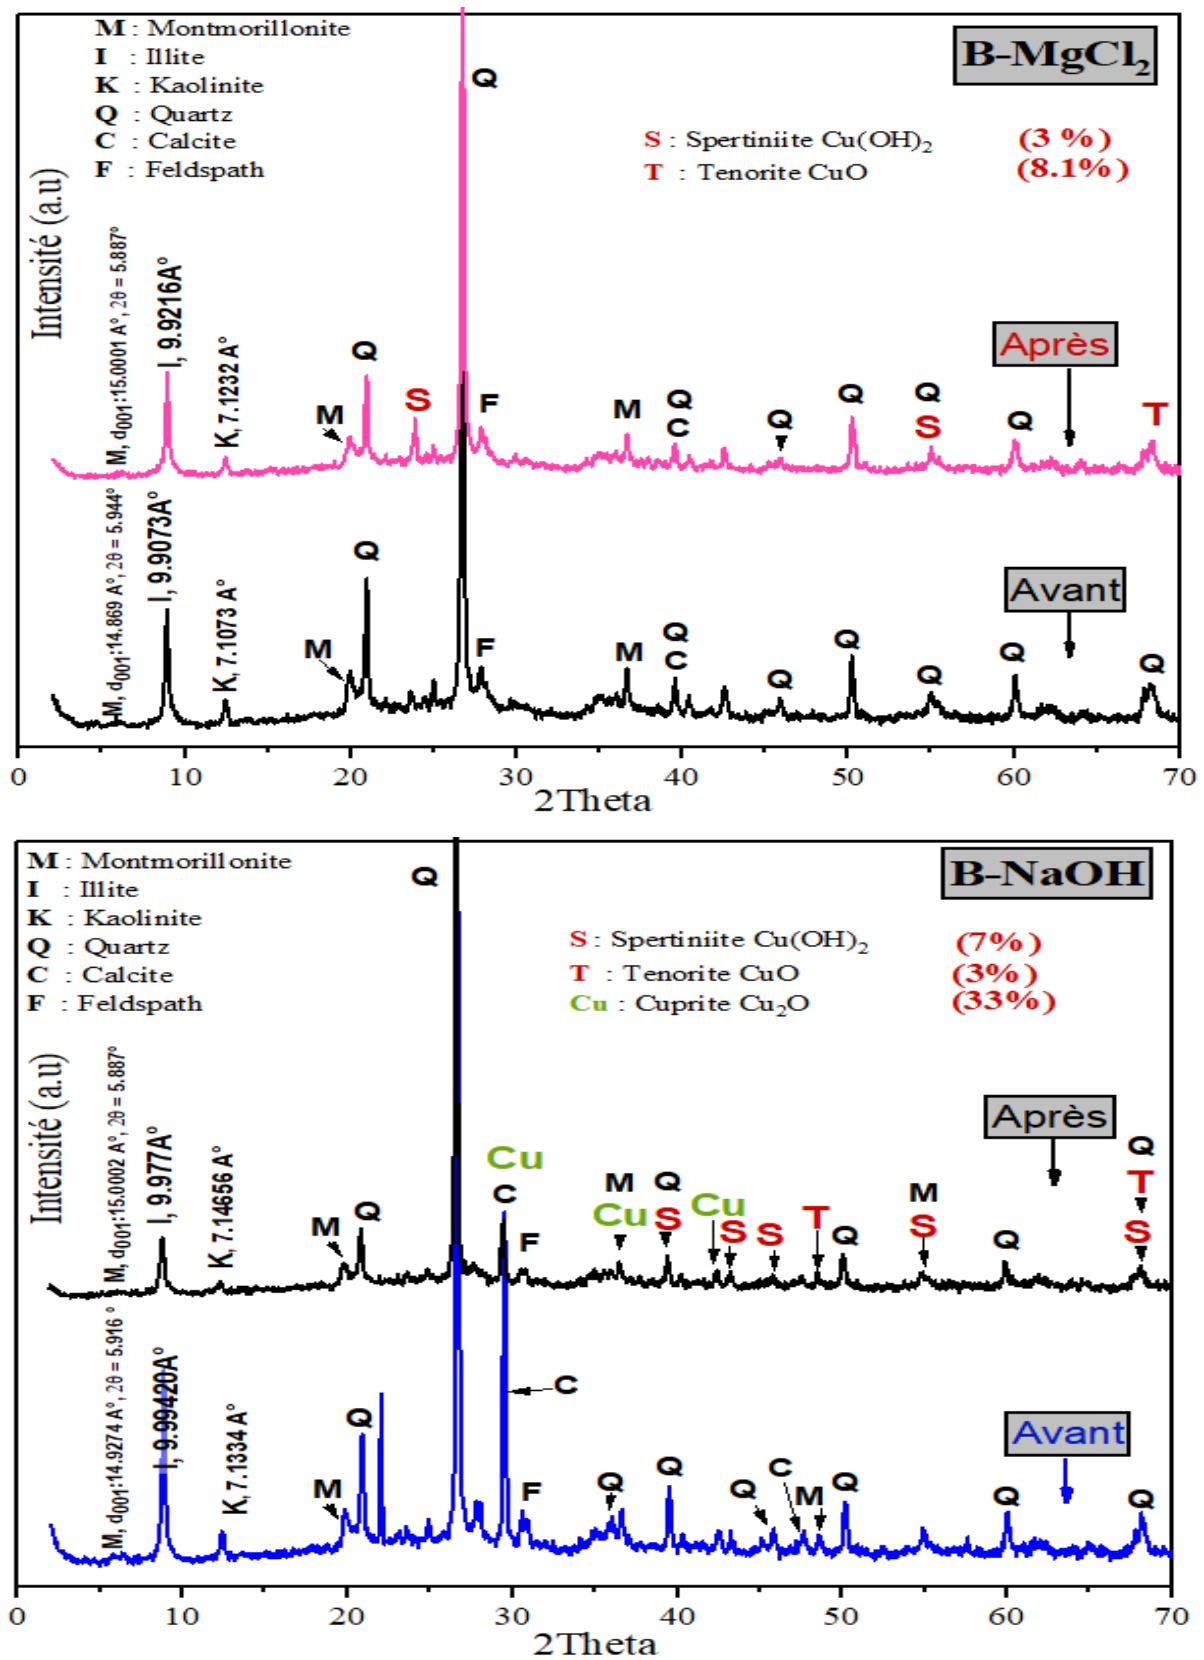 M : Montmorillonite
I : Illite
K : Kaolinite
Q : Quartz
C : Calcite
F : Feldspath
B-MgCl₂
S : Spertiniite Cu(OH)₂ (3 %)
T : Tenorite CuO (8.1%)
Intensité (a.u)
M, d001:15.0001 A°, 2θ = 5.887°
I, 9.9216A°
K, 7.1232 A°
M
Q
S
Q
F
M
Q
C
Q
Q
Q
S
Q
T
Après
M, d001:14.869 A°, 2θ = 5.944°
I, 9.9073A°
K, 7.1073 A°
M
Q
F
M
Q
C
Q
Q
Q
Q
Q
Avant
0 10 20 30 40 50 60 70
2Theta
M : Montmorillonite
I : Illite
K : Kaolinite
Q : Quartz
C : Calcite
F : Feldspath
B-NaOH
S : Spertiniite Cu(OH)₂ (7%)
T : Tenorite CuO (3%)
Cu : Cuprite Cu₂O (33%)
Intensité (a.u)
M, d001:15.0002 A°, 2θ = 5.887°
I, 9.977A°
K, 7.14656 A°
M
Q
Q
Cu
C
F
M
Cu
Q
S
Cu
S
S
T
Q
M
S
Q
Q
T
S
Après
M, d001:14.9274 A°, 2θ = 5.916 °
I, 9.99420A°
K, 7.1334 A°
M
Q
C
F
Q
Q
Q
C
M
Q
Q
Q
Avant
0 10 20 30 40 50 60 70
2Theta